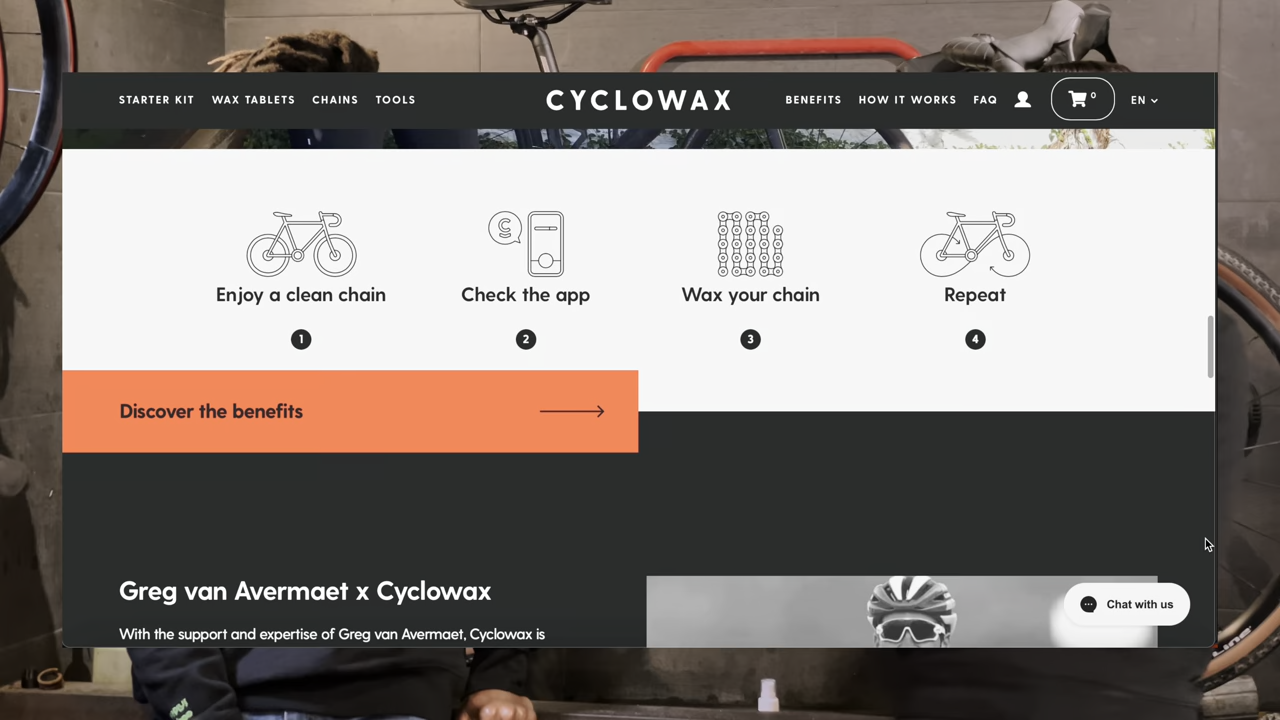 STARTER KIT WAX TABLETS CHAINS TOOLS CYCLOWAX BENEFITS HOW IT WORKS FAQ 0 EN
Enjoy a clean chain Check the app Wax your chain Repeat
1 2 3 4
Discover the benefits
Greg van Avermaet x Cyclowax
With the support and expertise of Greg van Avermaet, Cyclowax is
Chat with us